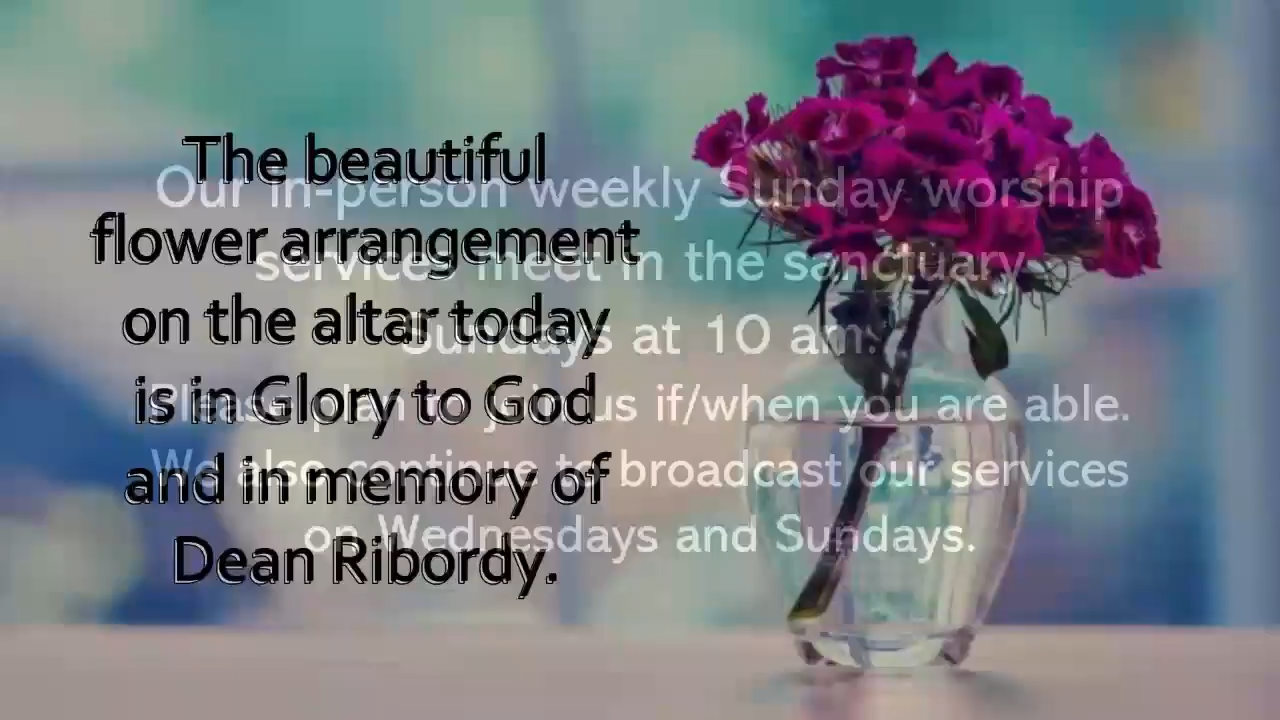 The beautiful
flower arrangement
on the altar today
is in Glory to God
and in memory of
Dean Ribordy.
Our in-person weekly Sunday worship
services meet in the sanctuary
Sundays at 10 am.
Please plan to join us if/when you are able.
We also continue to broadcast our services
on Wednesdays and Sundays.